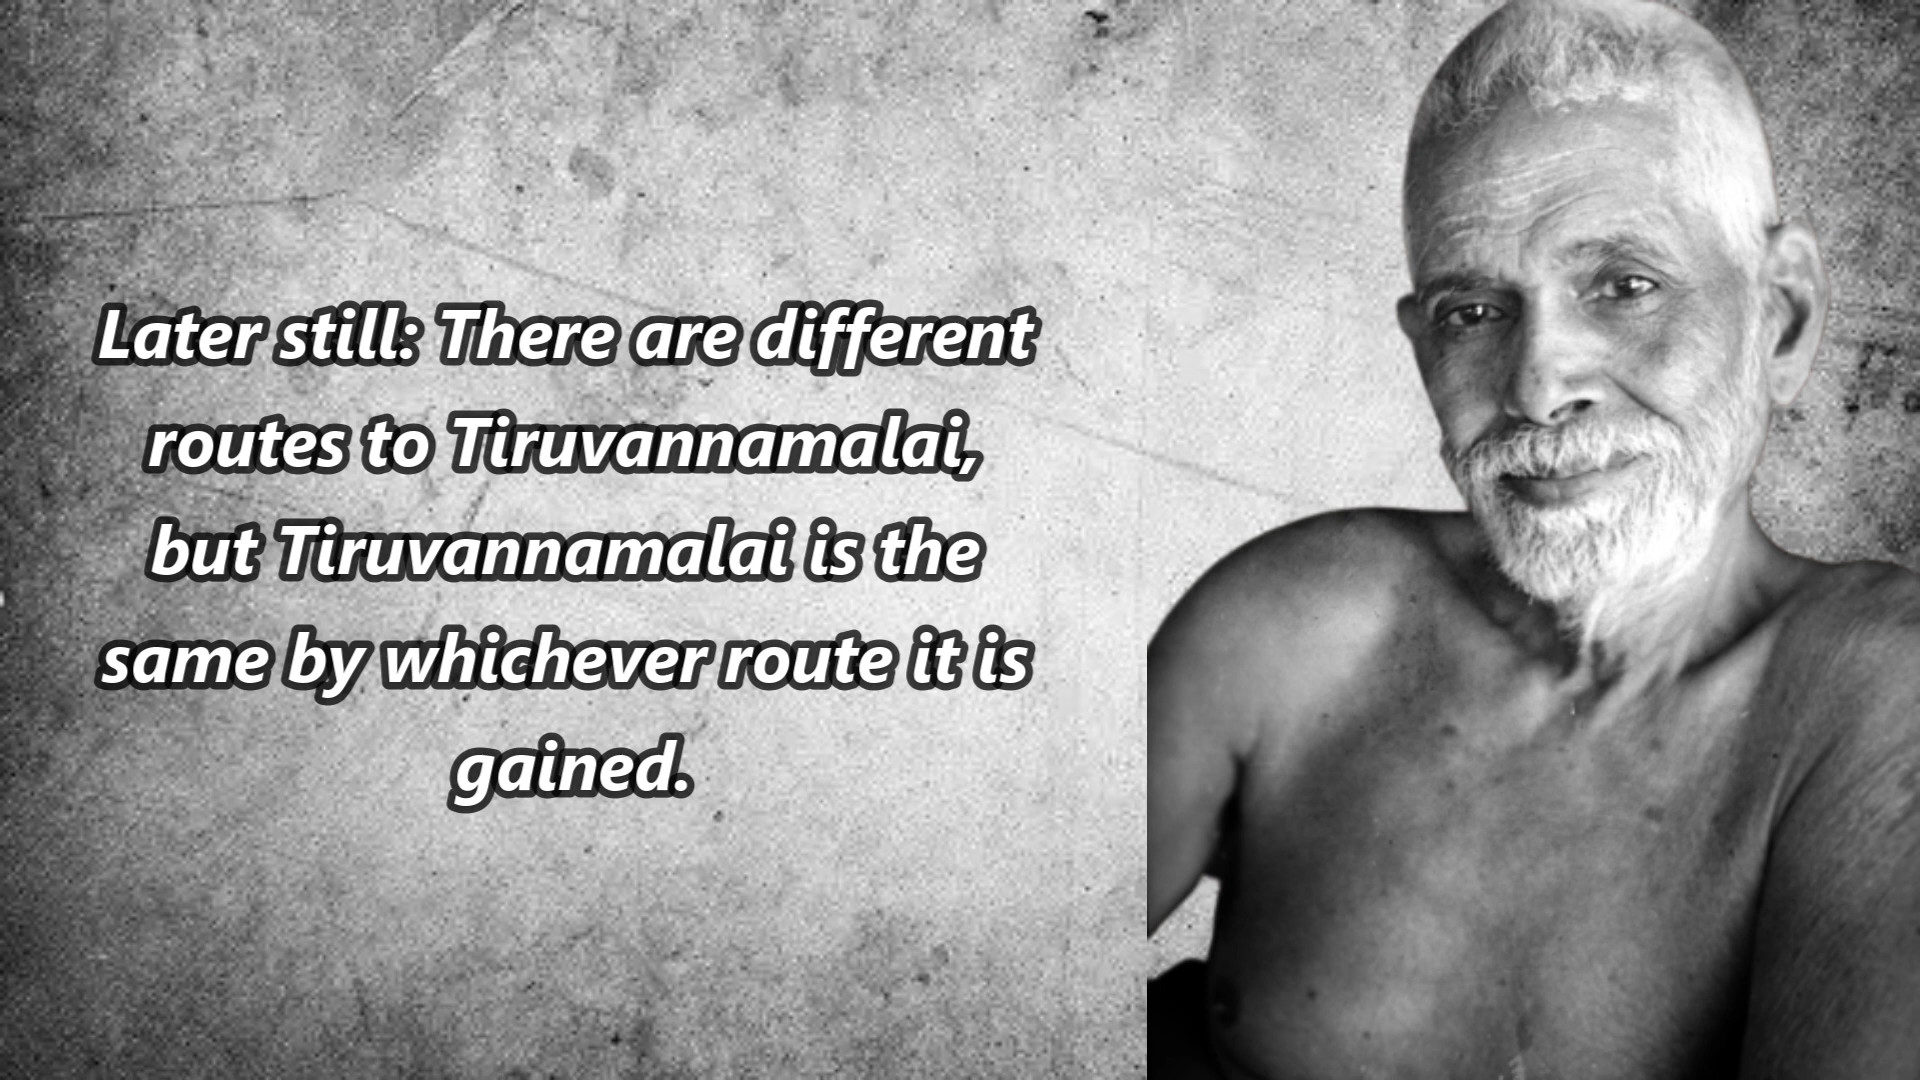 Later still: There are different
routes to Tiruvannamalai,
but Tiruvannamalai is the
same by whichever route it is
gained.